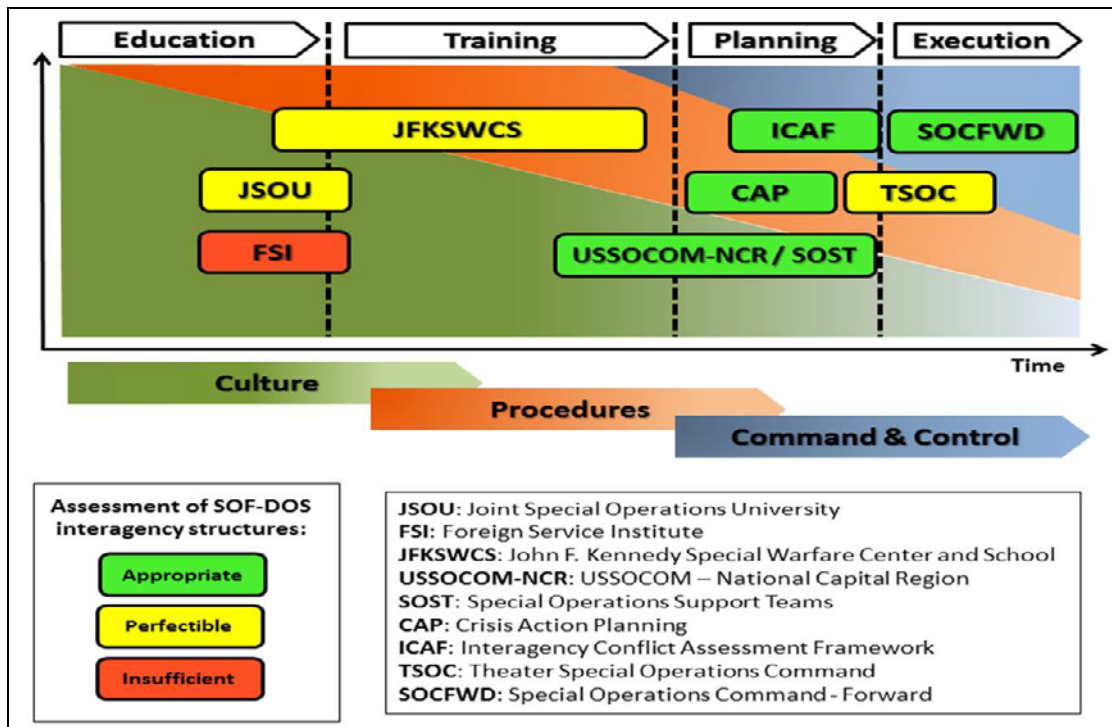 Education
Training
Planning
Execution
JFKSWCS
ICAF
SOCFWD
JSOU
CAP
TSOC
FSI
USSOCOM-NCR / SOST
Time
Culture
Procedures
Command & Control
Assessment of SOF-DOS
interagency structures:
Appropriate
Perfectible
Insufficient
JSOU: Joint Special Operations University
FSI: Foreign Service Institute
JFKSWCS: John F. Kennedy Special Warfare Center and School
USSOCOM-NCR: USSOCOM – National Capital Region
SOST: Special Operations Support Teams
CAP: Crisis Action Planning
ICAF: Interagency Conflict Assessment Framework
TSOC: Theater Special Operations Command
SOCFWD: Special Operations Command - Forward